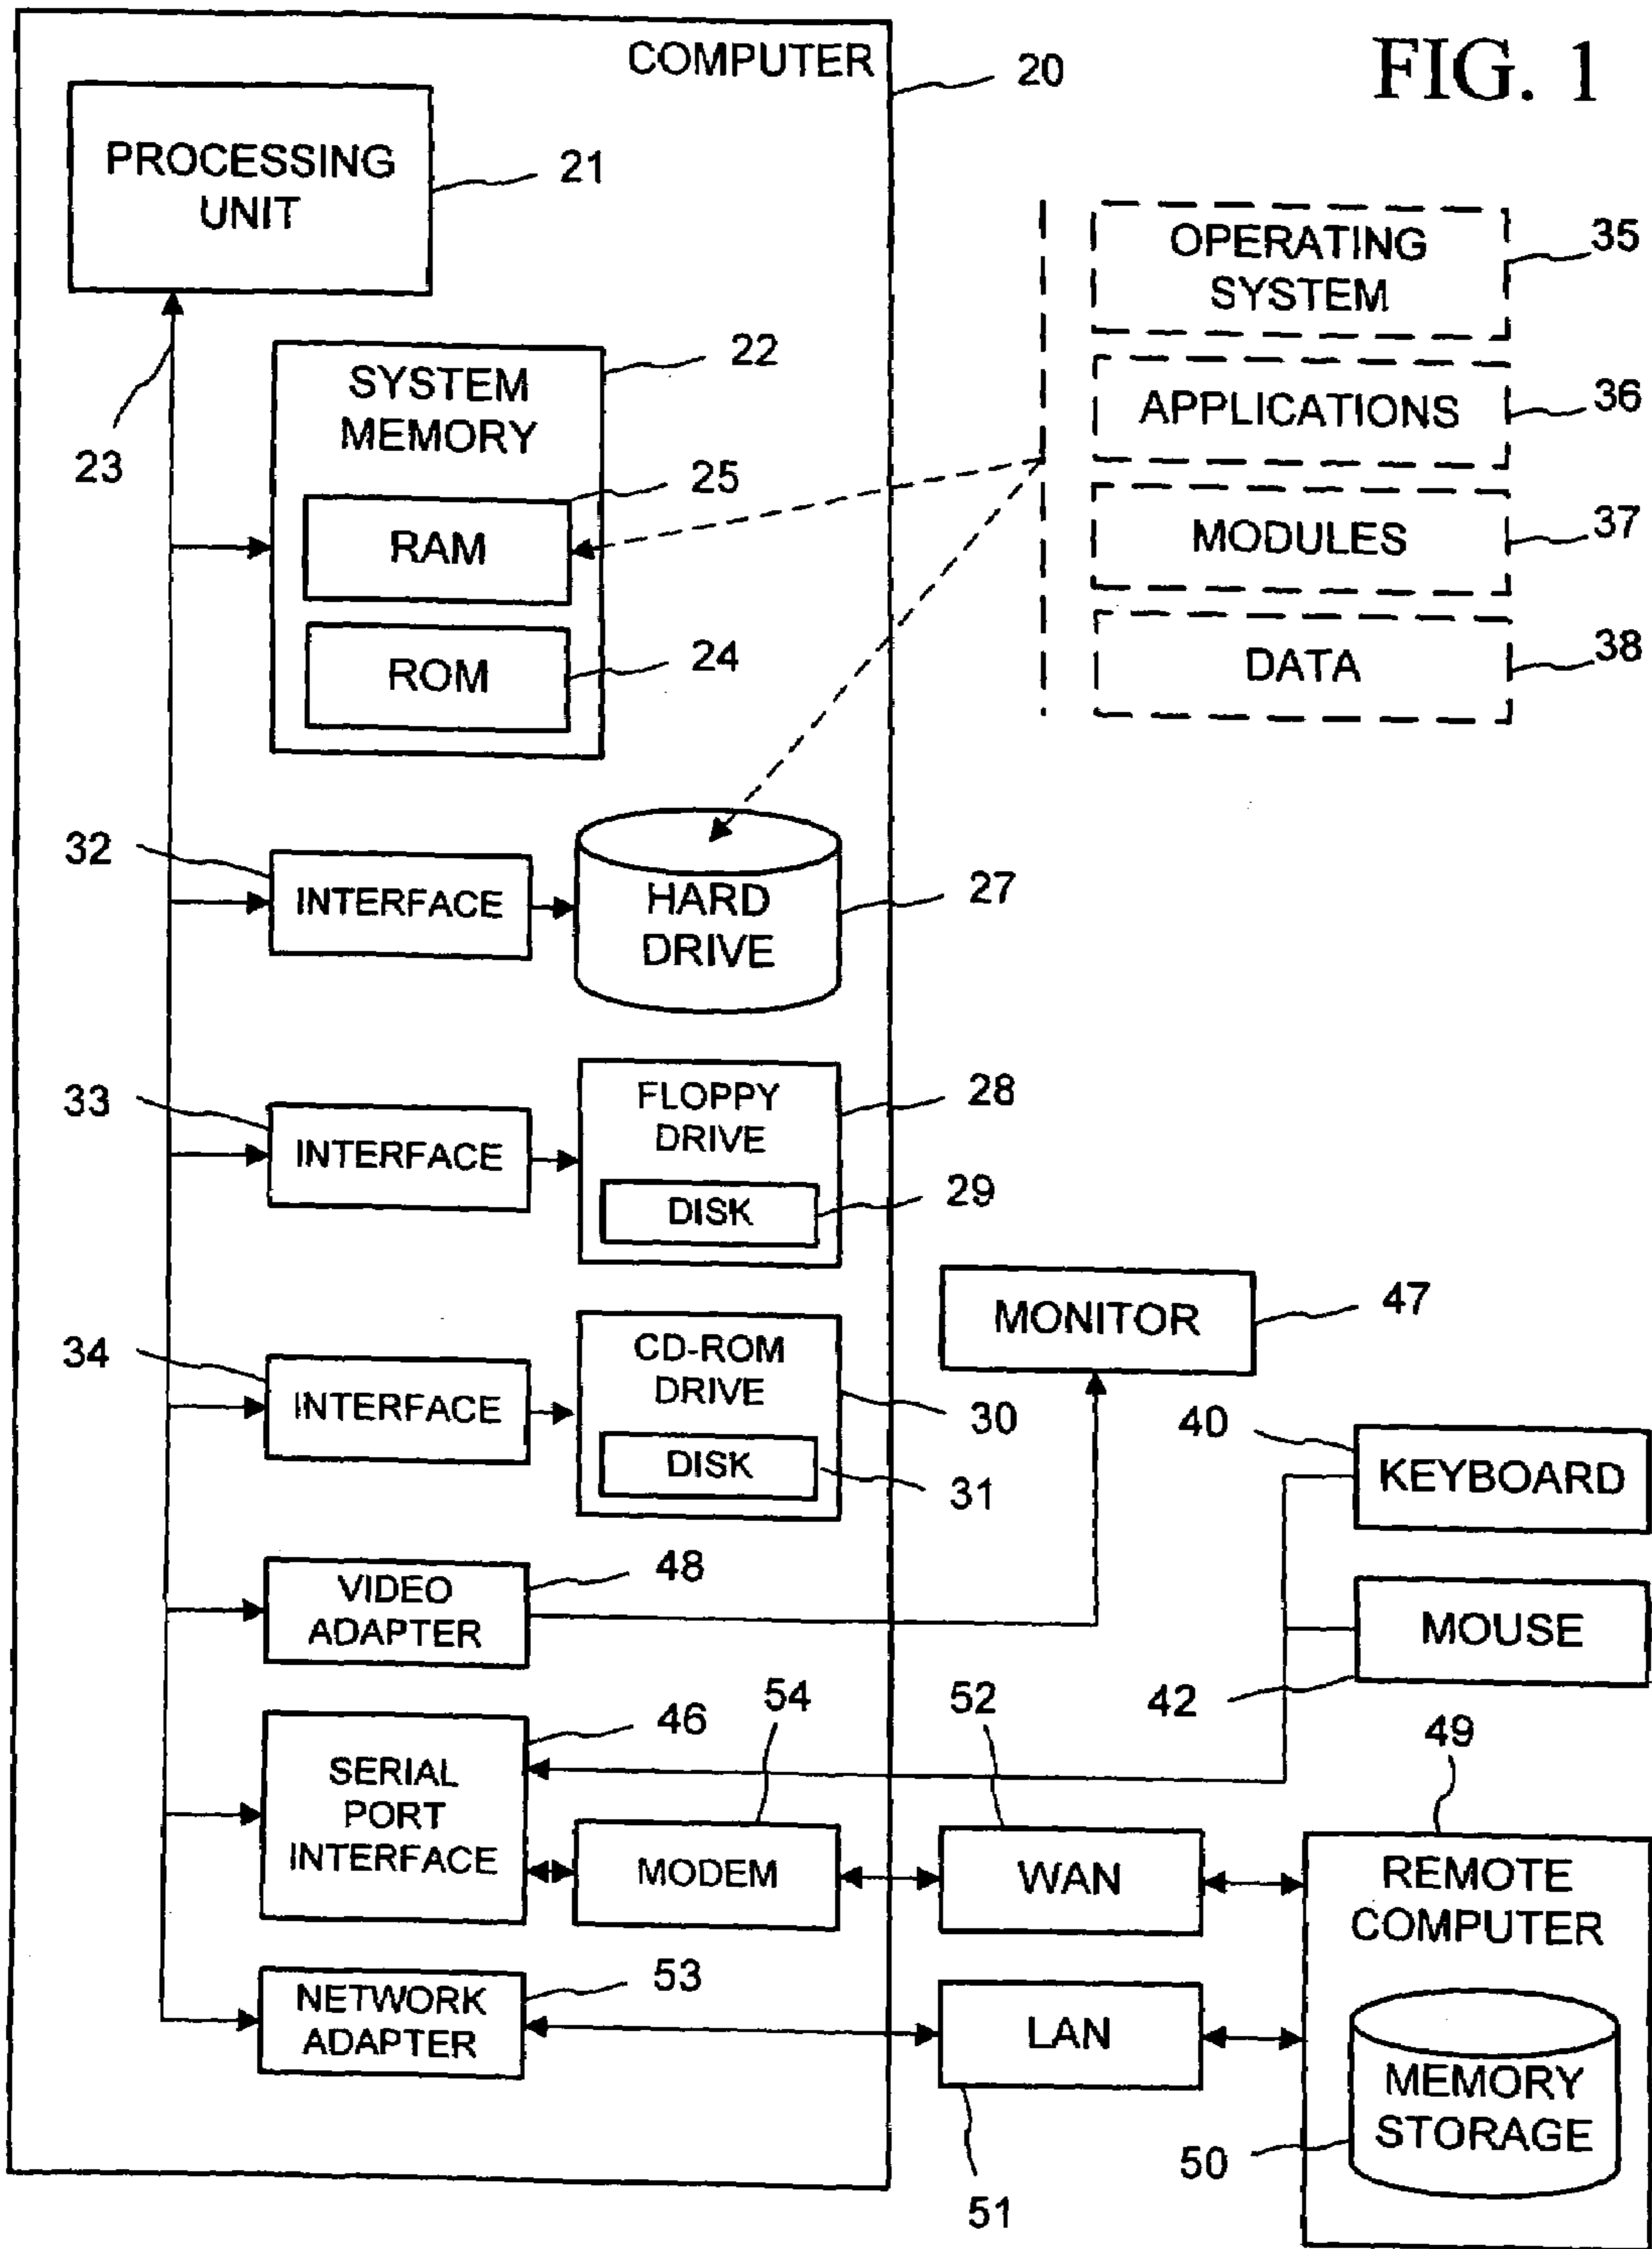 FIG. 1
COMPUTER
20
PROCESSING
UNIT
21
23
SYSTEM
MEMORY
22
RAM
25
ROM
24
OPERATING
SYSTEM
35
APPLICATIONS
36
MODULES
37
DATA
38
32
INTERFACE
HARD
DRIVE
27
33
INTERFACE
FLOPPY
DRIVE
28
DISK
29
34
INTERFACE
CD-ROM
DRIVE
30
DISK
31
MONITOR
47
40
KEYBOARD
MOUSE
42
VIDEO
ADAPTER
48
SERIAL
PORT
INTERFACE
46
54
MODEM
52
WAN
49
REMOTE
COMPUTER
NETWORK
ADAPTER
53
LAN
51
MEMORY
STORAGE
50